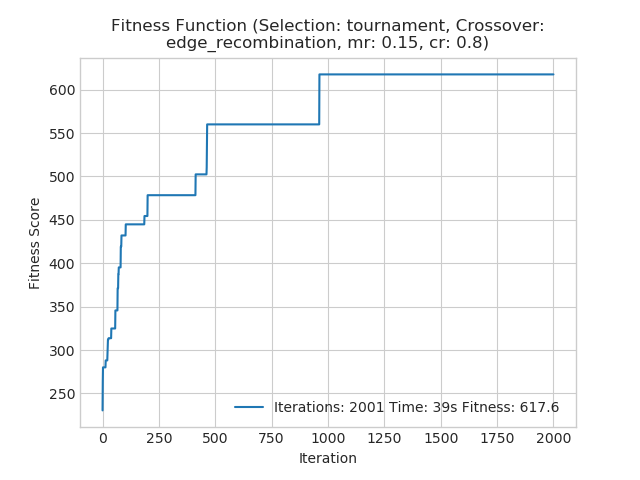 Fitness Function (Selection: tournament, Crossover:
edge_recombination, mr: 0.15, cr: 0.8)
600
550
500
450
400
350
300
250
Fitness Score
Iterations: 2001 Time: 39s Fitness: 617.6
0 250 500 750 1000 1250 1500 1750 2000
Iteration